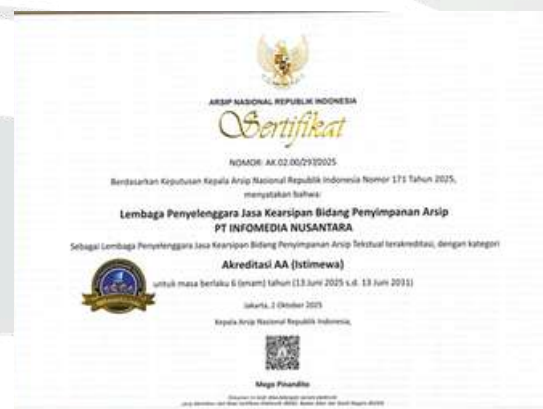 ARSIP NASIONAL REPUBLIK INDONESIA
Sertifikat
NOMOR: AK.02.00/293/2025
Berdasarkan Keputusan Kepala Arsip Nasional Republik Indonesia Nomor 171 Tahun 2025,
menyatakan bahwa:
Lembaga Penyelenggara Jasa Kearsipan Bidang Penyimpanan Arsip
PT INFOMEDIA NUSANTARA
Sebagai Lembaga Penyelenggara Jasa Kearsipan Bidang Penyimpanan Arsip Tekstual terakreditasi, dengan kategori
Akreditasi AA (Istimewa)
untuk masa berlaku 6 (enam) tahun (13 Juni 2025 s.d. 13 Juni 2031)
Jakarta, 2 Oktober 2025
Kepala Arsip Nasional Republik Indonesia,
Mego Pinandito